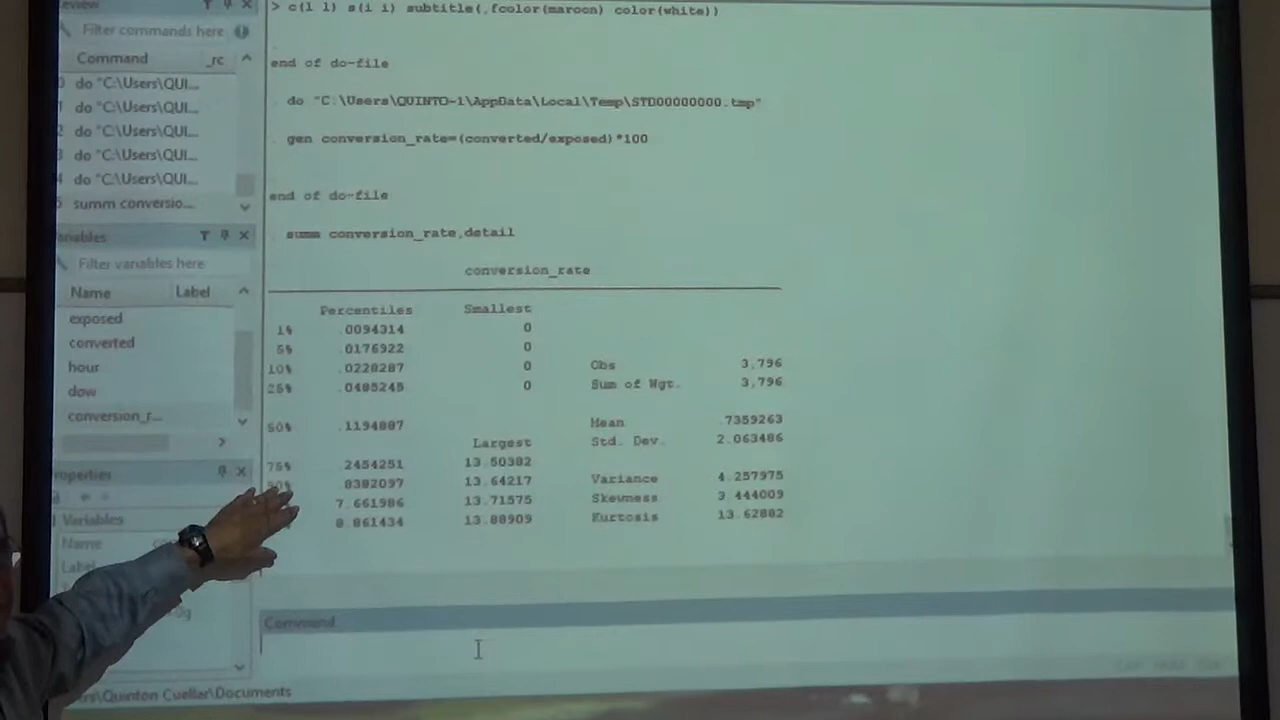 Filter commands here
Command _rc
do "C:\Users\QUI...
do "C:\Users\QUI...
do "C:\Users\QUI...
do "C:\Users\QUI...
do "C:\Users\QUI...
summ conversio...
Variables
Filter variables here
Name Label
exposed
converted
hour
dow
conversion_r...
Properties
Variables
Name
> c(l l) s(i i) subtitle(,fcolor(maroon) color(white))
end of do-file
do "C:\Users\QUINTO~1\AppData\Local\Temp\STD00000000.tmp"
gen conversion_rate=(converted/exposed)*100
end of do-file
summ conversion_rate,detail
conversion_rate
Percentiles Smallest
1% .0094314 0
5% .0176922 0
10% .0228287 0 Obs 3,796
25% .0485245 0 Sum of Wgt. 3,796
50% .1194887 Mean .7359263
Largest Std. Dev. 2.063486
75% .2454251 13.50382
.8382097 13.64217 Variance 4.257975
7.661986 13.71575 Skewness 3.444009
8.861434 13.88909 Kurtosis 13.62882
Command
Quinton Cuellar\Documents